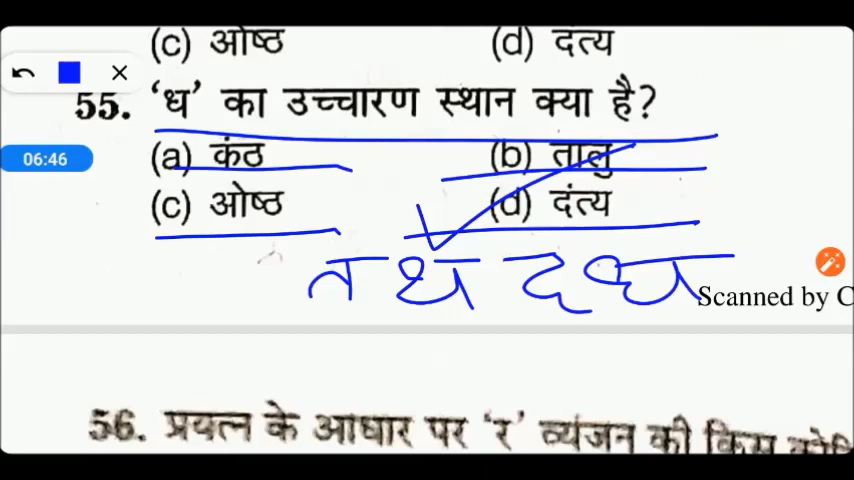 (c) ओष्ठ (d) दंत्य
55. ‘ध’ का उच्चारण स्थान क्या है?
06:46
(a) कंठ (b) तालु
(c) ओष्ठ (d) दंत्य
त थ द ध
Scanned by C
56. प्रयत्न के आधार पर ‘र’ व्यंजन की किस